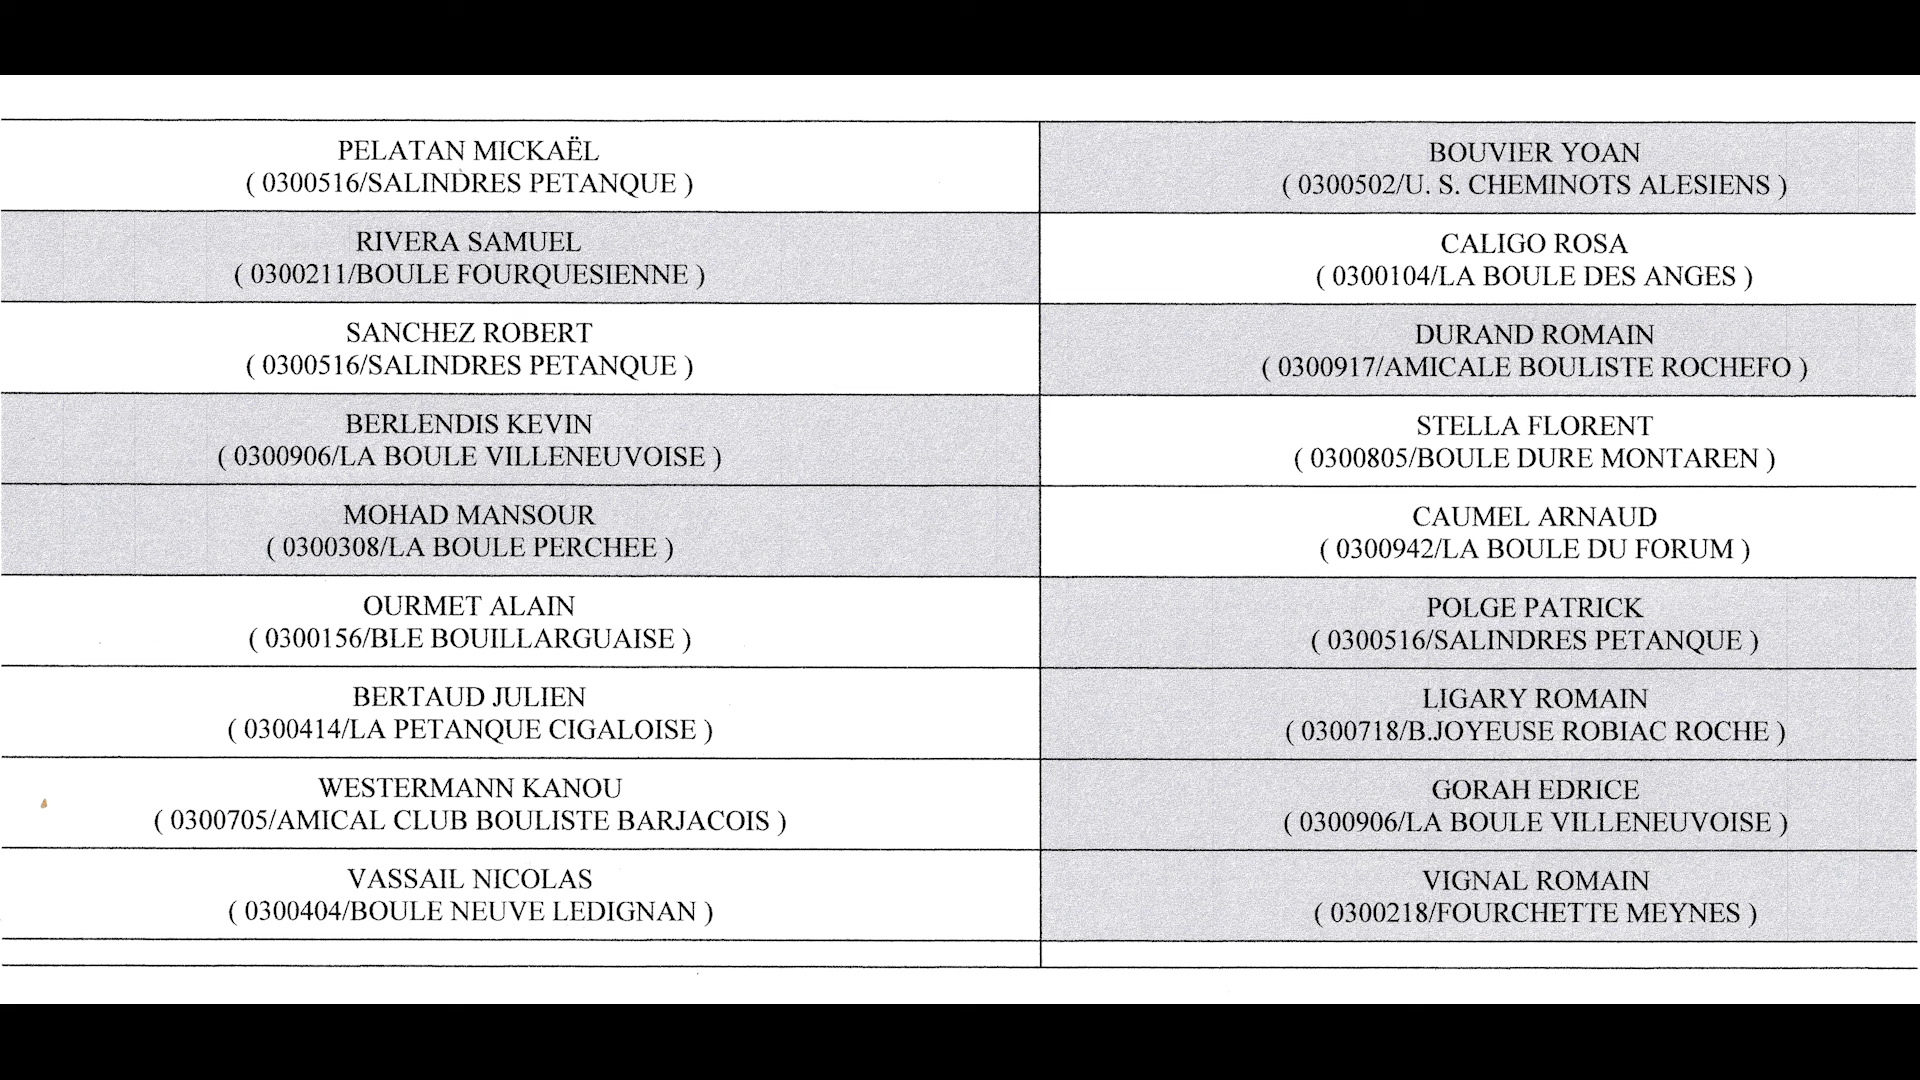 PELATAN MICKAËL
( 0300516/SALINDRES PETANQUE )
BOUVIER YOAN
( 0300502/U. S. CHEMINOTS ALESIENS )
RIVERA SAMUEL
( 0300211/BOULE FOURQUESIENNE )
CALIGO ROSA
( 0300104/LA BOULE DES ANGES )
SANCHEZ ROBERT
( 0300516/SALINDRES PETANQUE )
DURAND ROMAIN
( 0300917/AMICALE BOULISTE ROCHEFO )
BERLENDIS KEVIN
( 0300906/LA BOULE VILLENEUVOISE )
STELLA FLORENT
( 0300805/BOULE DURE MONTAREN )
MOHAD MANSOUR
( 0300308/LA BOULE PERCHEE )
CAUMEL ARNAUD
( 0300942/LA BOULE DU FORUM )
OURMET ALAIN
( 0300156/BLE BOUILLARGUAISE )
POLGE PATRICK
( 0300516/SALINDRES PETANQUE )
BERTAUD JULIEN
( 0300414/LA PETANQUE CIGALOISE )
LIGARY ROMAIN
( 0300718/B.JOYEUSE ROBIAC ROCHE )
WESTERMANN KANOU
( 0300705/AMICAL CLUB BOULISTE BARJACOIS )
GORAH EDRICE
( 0300906/LA BOULE VILLENEUVOISE )
VASSAIL NICOLAS
( 0300404/BOULE NEUVE LEDIGNAN )
VIGNAL ROMAIN
( 0300218/FOURCHETTE MEYNES )